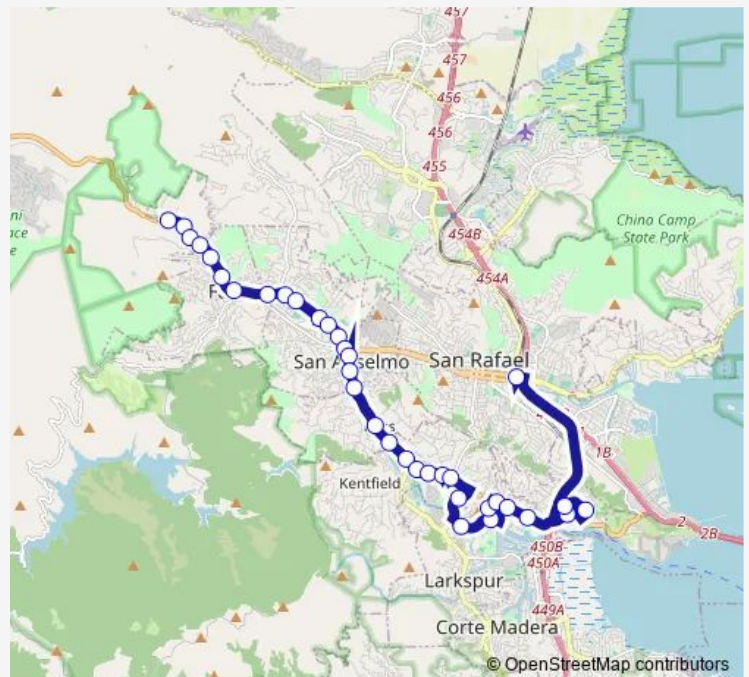 457
457
456
456
455
China Camp
State Park
454B
454A
San Anselmo
San Rafael
1
1B
Kentfield
2
2B
450B
450A
Larkspur
449A
Corte Madera
© OpenStreetMap contributors